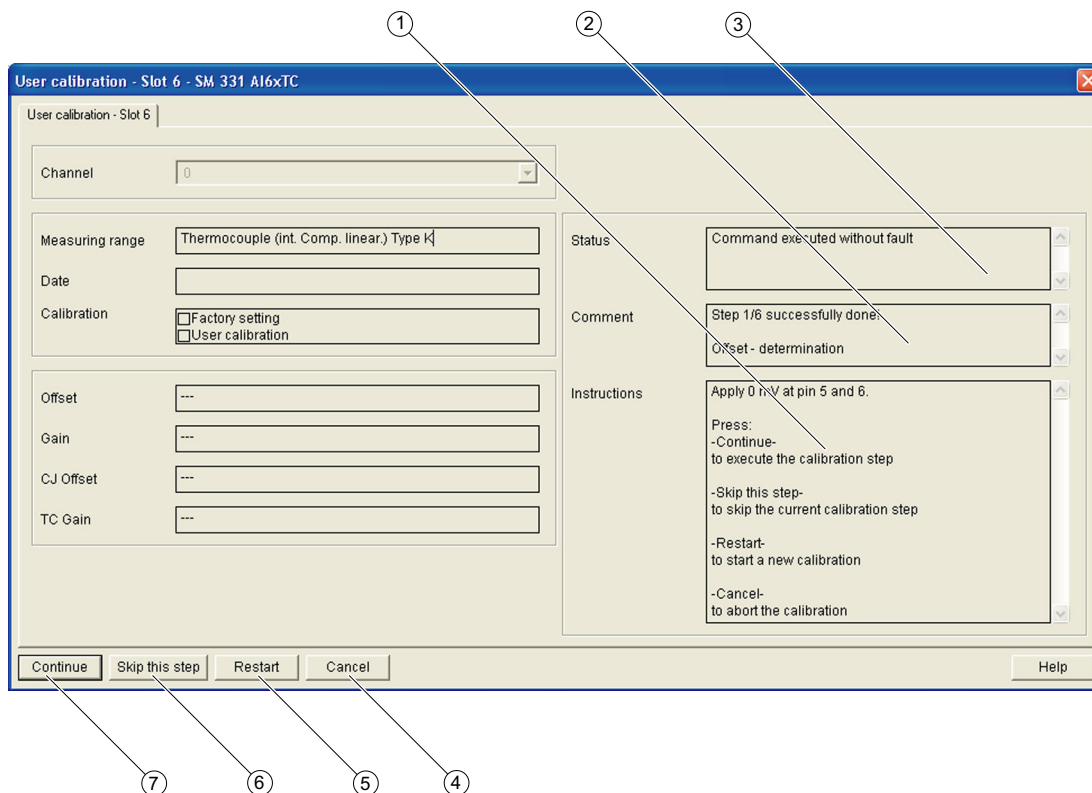 1
2
3
User calibration - Slot 6 - SM 331 AI6xTC
User calibration - Slot 6
Channel
0
Measuring range
Thermocouple (int. Comp. linear.) Type K
Date
Calibration
Factory setting
User calibration
Offset
---
Gain
---
CJ Offset
---
TC Gain
---
Status
Command executed without fault
Comment
Step 1/6 successfully done!
Offset - determination
Instructions
Apply 0 mV at pin 5 and 6.
Press:
-Continue-
to execute the calibration step
-Skip this step-
to skip the current calibration step
-Restart-
to start a new calibration
-Cancel-
to abort the calibration
Continue
Skip this step
Restart
Cancel
Help
7
6
5
4